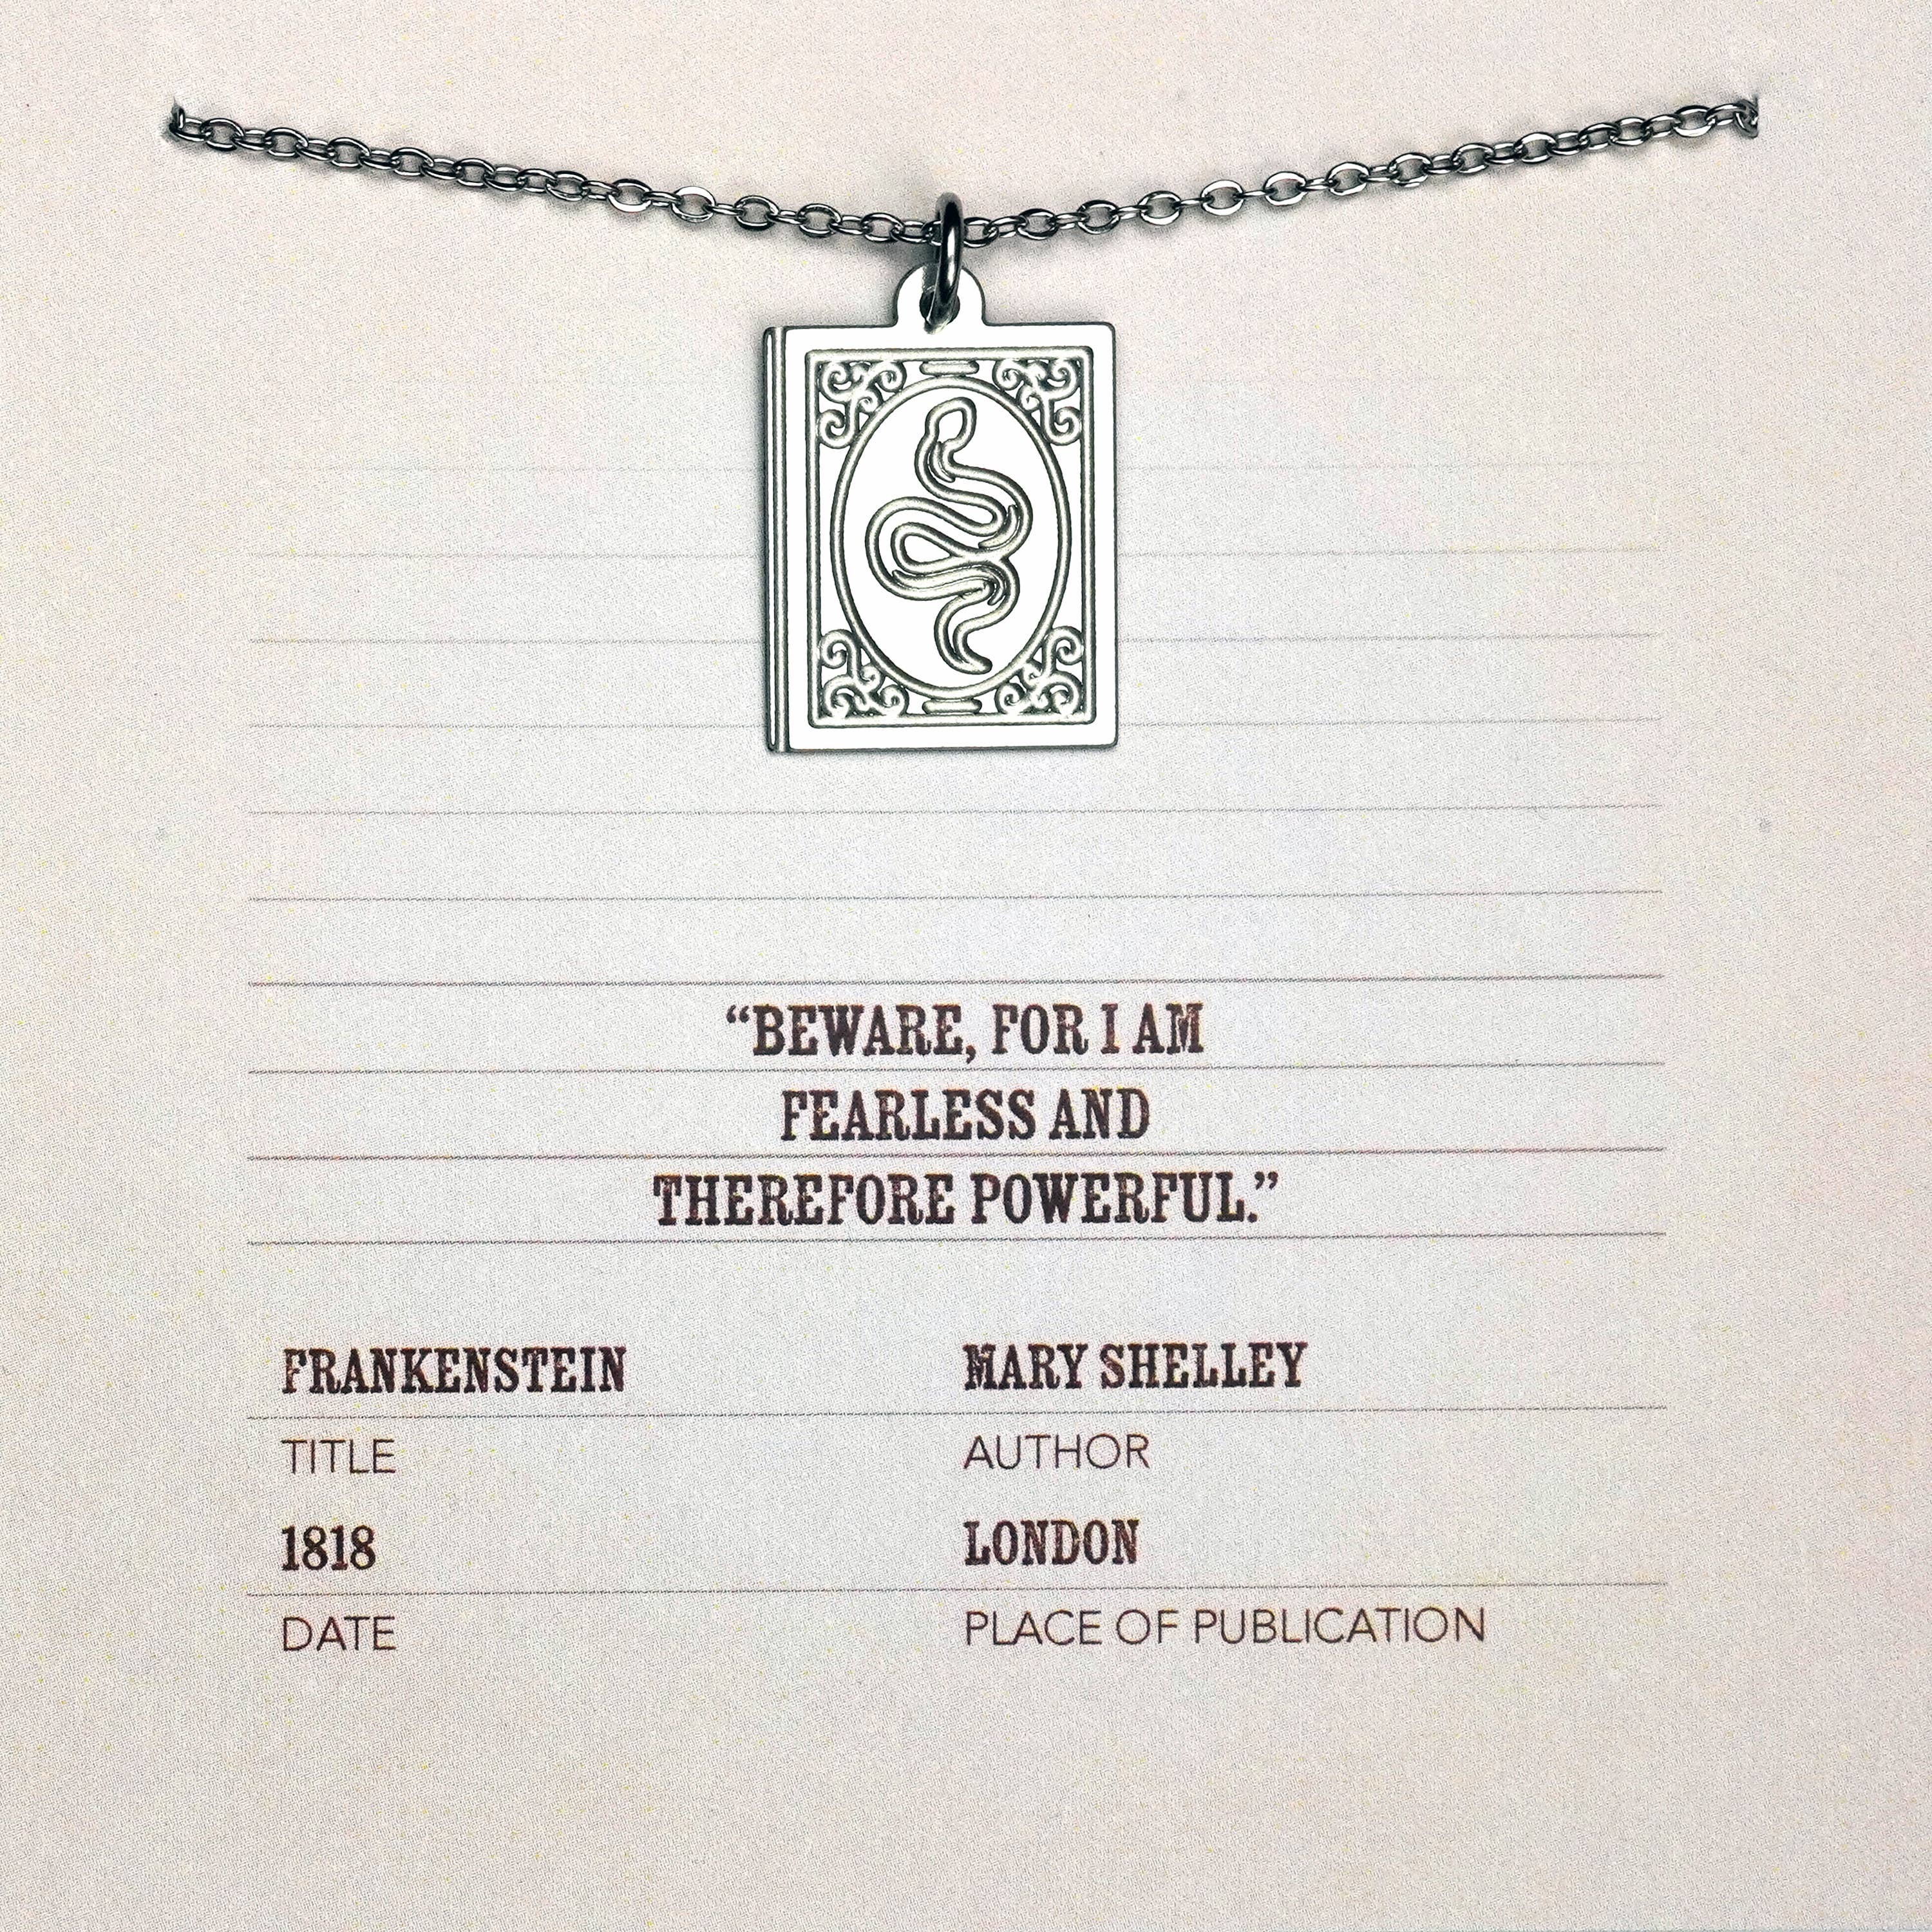 “BEWARE, FOR I AM
FEARLESS AND
THEREFORE POWERFUL.”
FRANKENSTEIN MARY SHELLEY
TITLE AUTHOR
1818 LONDON
DATE PLACE OF PUBLICATION